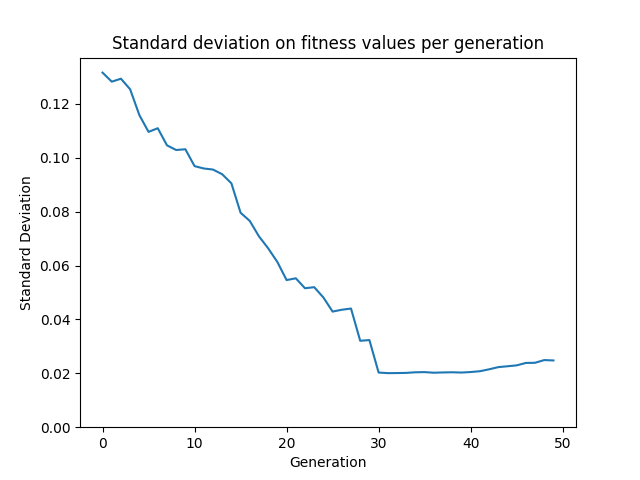 Standard deviation on fitness values per generation
Standard Deviation
0.12
0.10
0.08
0.06
0.04
0.02
0.00
0 10 20 30 40 50
Generation